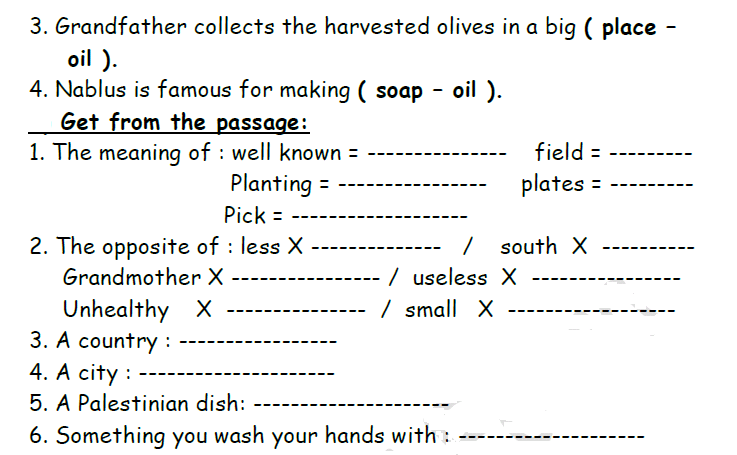 3. Grandfather collects the harvested olives in a big ( place -
oil ).
4. Nablus is famous for making ( soap - oil ).
Get from the passage:
1. The meaning of : well known = --------------- field = ---------
Planting = ---------------- plates = ---------
Pick = -------------------
2. The opposite of : less X -------------- / south X ----------
Grandmother X ---------------- / useless X ----------------
Unhealthy X --------------- / small X ------------------
3. A country : -----------------
4. A city : ---------------------
5. A Palestinian dish: ---------------------
6. Something you wash your hands with : --------------------